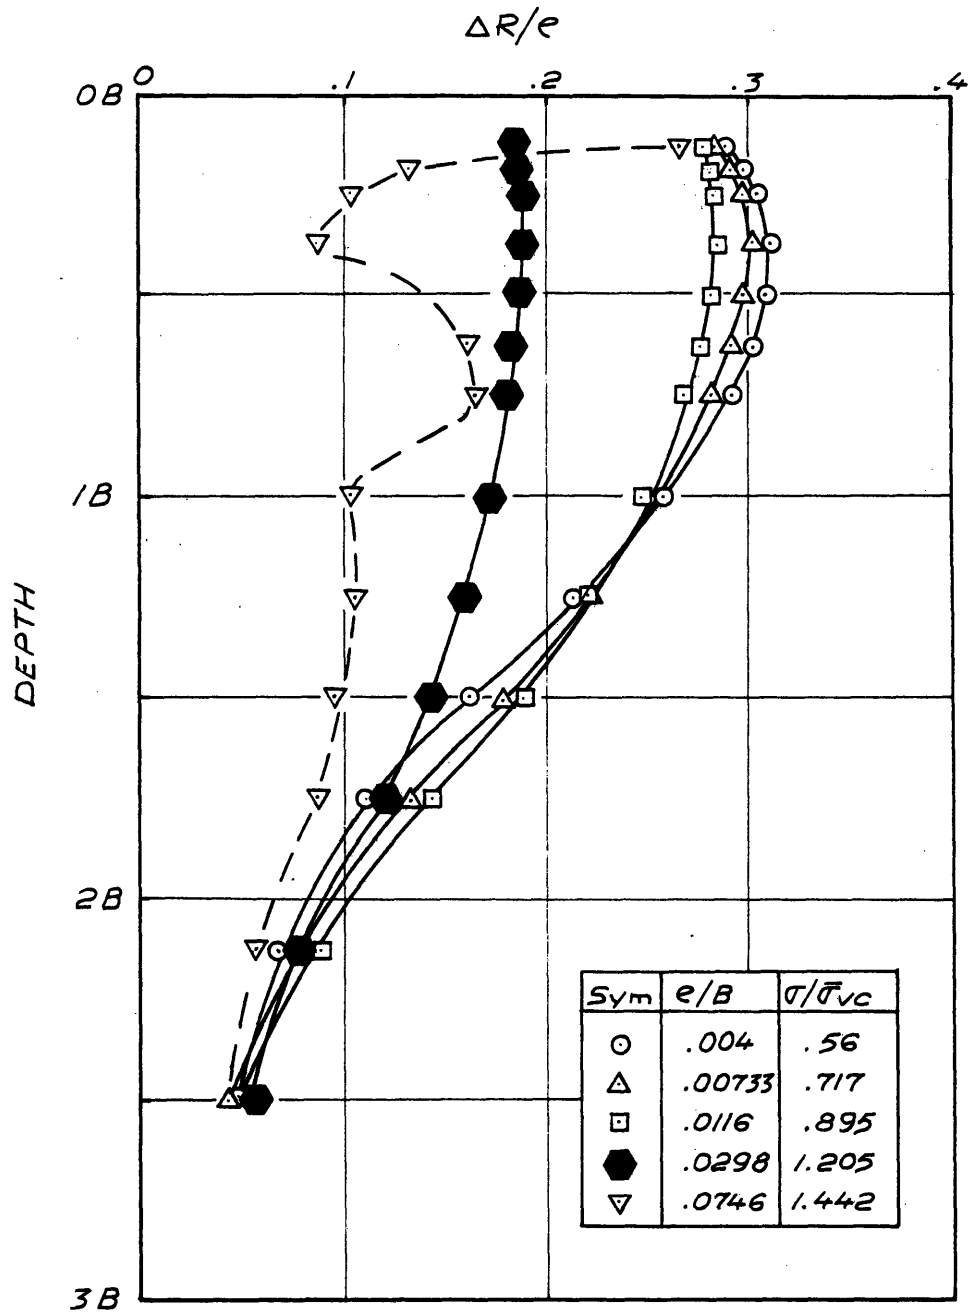 ΔR/e
0 .1 .2 .3 .4
0B
1B
DEPTH
2B
3B
Sym e/B σ/σ̄vc
.004 .56
.00733 .717
.0116 .895
.0298 1.205
.0746 1.442